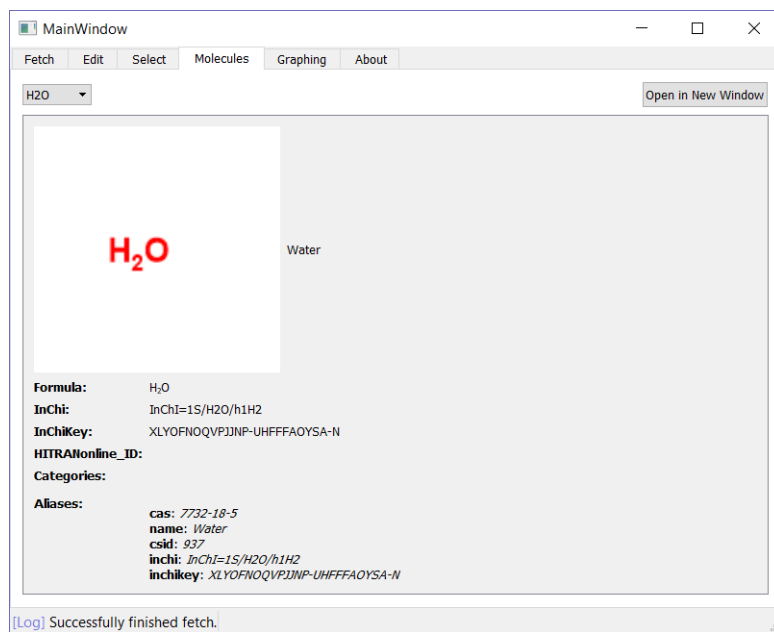 MainWindow
Fetch Edit Select Molecules Graphing About
H2O Open in New Window
H₂O
Water
Formula: H₂O
InChi: InChI=1S/H2O/h1H2
InChiKey: XLYOFNOQVPJJNP-UHFFFAOYSA-N
HITRANonline_ID:
Categories:
Aliases:
cas: 7732-18-5
name: Water
csid: 937
inchi: InChI=1S/H2O/h1H2
inchikey: XLYOFNOQVPJJNP-UHFFFAOYSA-N
[Log] Successfully finished fetch.